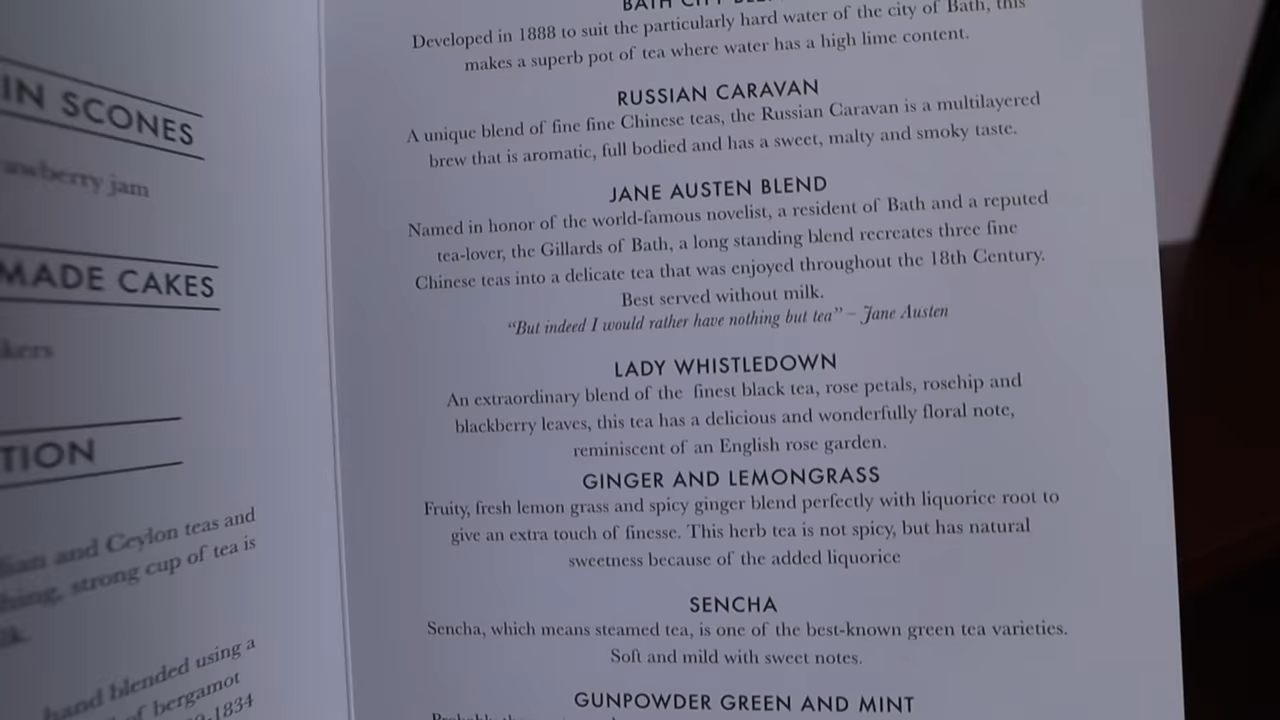 IN SCONES
jam
MADE CAKES
TION
and Ceylon teas and
strong cup of tea is
hand blended using a
of bergamot
1834
BATH CITY
Developed in 1888 to suit the particularly hard water of the city of Bath, this
makes a superb pot of tea where water has a high lime content.
RUSSIAN CARAVAN
A unique blend of fine fine Chinese teas, the Russian Caravan is a multilayered
brew that is aromatic, full bodied and has a sweet, malty and smoky taste.
JANE AUSTEN BLEND
Named in honor of the world-famous novelist, a resident of Bath and a reputed
tea-lover, the Gillards of Bath, a long standing blend recreates three fine
Chinese teas into a delicate tea that was enjoyed throughout the 18th Century.
Best served without milk.
“But indeed I would rather have nothing but tea” – Jane Austen
LADY WHISTLEDOWN
An extraordinary blend of the finest black tea, rose petals, rosehip and
blackberry leaves, this tea has a delicious and wonderfully floral note,
reminiscent of an English rose garden.
GINGER AND LEMONGRASS
Fruity, fresh lemon grass and spicy ginger blend perfectly with liquorice root to
give an extra touch of finesse. This herb tea is not spicy, but has natural
sweetness because of the added liquorice
SENCHA
Sencha, which means steamed tea, is one of the best-known green tea varieties.
Soft and mild with sweet notes.
GUNPOWDER GREEN AND MINT